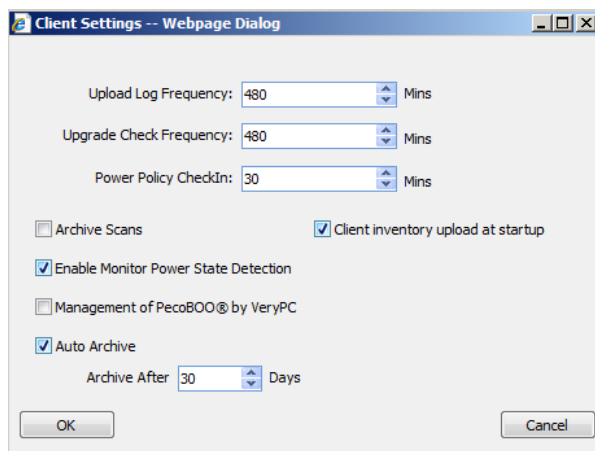 Client Settings -- Webpage Dialog
Upload Log Frequency: 480 Mins
Upgrade Check Frequency: 480 Mins
Power Policy CheckIn: 30 Mins
Archive Scans Client inventory upload at startup
Enable Monitor Power State Detection
Management of PecoBOO® by VeryPC
Auto Archive
Archive After 30 Days
OK Cancel